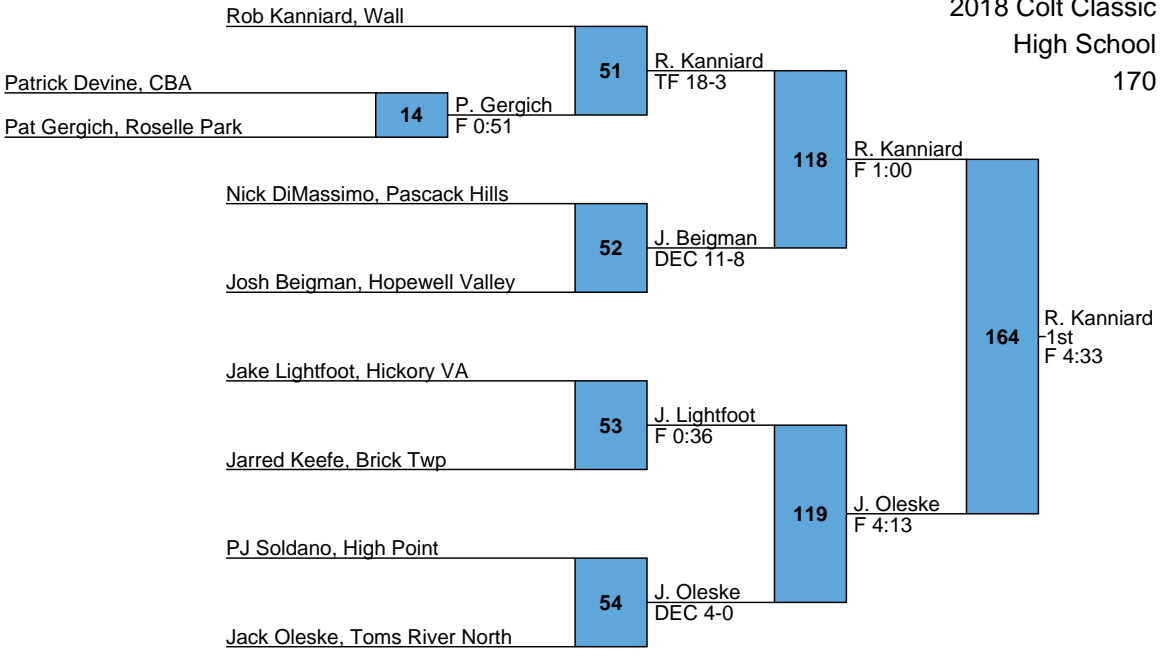 2018 Colt Classic
High School
170
Rob Kanniard, Wall
51
R. Kanniard
TF 18-3
Patrick Devine, CBA
14
P. Gergich
F 0:51
Pat Gergich, Roselle Park
118
R. Kanniard
F 1:00
Nick DiMassimo, Pascack Hills
52
J. Beigman
DEC 11-8
Josh Beigman, Hopewell Valley
164
R. Kanniard
1st
F 4:33
Jake Lightfoot, Hickory VA
53
J. Lightfoot
F 0:36
Jarred Keefe, Brick Twp
119
J. Oleske
F 4:13
PJ Soldano, High Point
54
J. Oleske
DEC 4-0
Jack Oleske, Toms River North